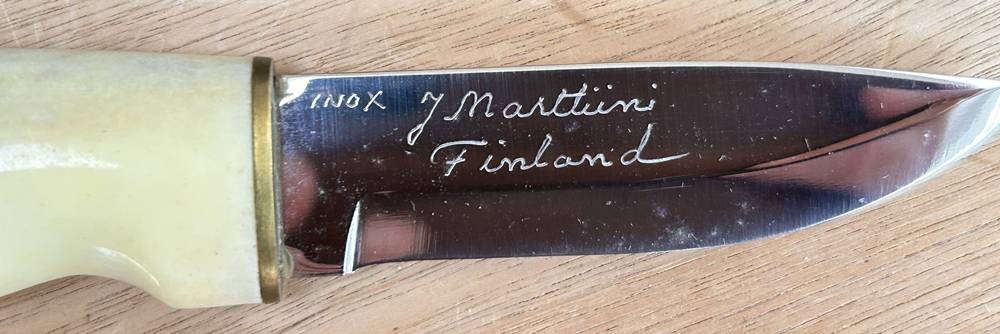 INOX J Marttiini
Finland